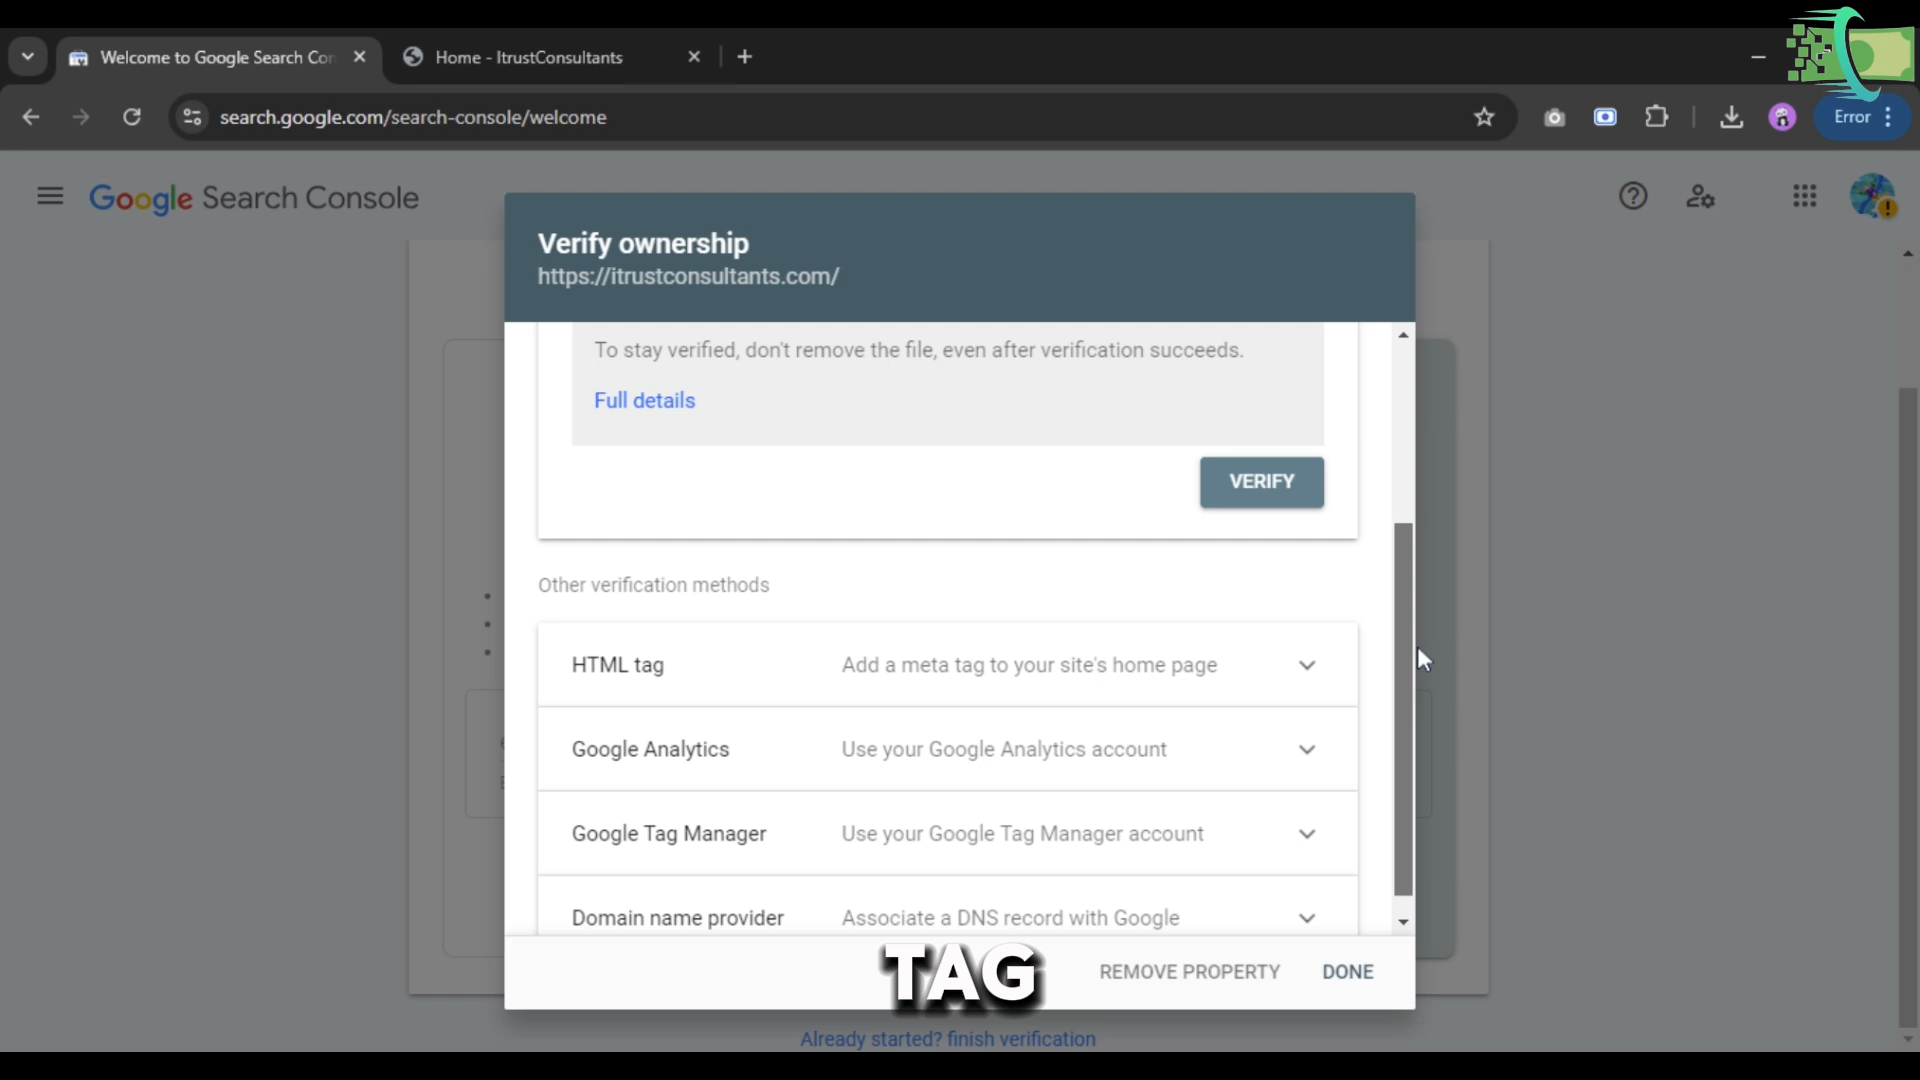 Welcome to Google Search Con
Home - ItrustConsultants
search.google.com/search-console/welcome
Error
Google Search Console
Verify ownership
https://itrustconsultants.com/
To stay verified, don't remove the file, even after verification succeeds.
Full details
VERIFY
Other verification methods
HTML tag Add a meta tag to your site's home page
Google Analytics Use your Google Analytics account
Google Tag Manager Use your Google Tag Manager account
Domain name provider Associate a DNS record with Google
TAG
REMOVE PROPERTY DONE
Already started? finish verification